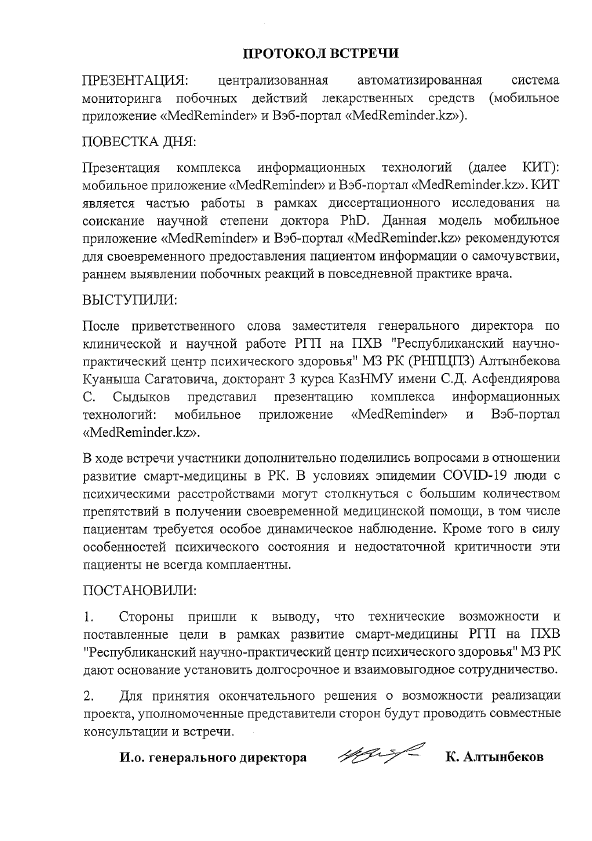 ПРОТОКОЛ ВСТРЕЧИ
ПРЕЗЕНТАЦИЯ: централизованная автоматизированная система
мониторинга побочных действий лекарственных средств (мобильное
приложение «MedReminder» и Вэб-портал «MedReminder.kz»).
ПОВЕСТКА ДНЯ:
Презентация комплекса информационных технологий (далее КИТ):
мобильное приложение «MedReminder» и Вэб-портал «MedReminder.kz». КИТ
является частью работы в рамках диссертационного исследования на
соискание научной степени доктора PhD. Данная модель мобильное
приложение «MedReminder» и Вэб-портал «MedReminder.kz» рекомендуются
для своевременного предоставления пациентом информации о самочувствии,
раннем выявлении побочных реакций в повседневной практике врача.
ВЫСТУПИЛИ:
После приветственного слова заместителя генерального директора по
клинической и научной работе РГП на ПХВ "Республиканский научно-
практический центр психического здоровья" МЗ РК (РНПЦПЗ) Алтынбекова
Куаныша Сагатовича, докторант 3 курса КазНМУ имени С.Д. Асфендиярова
С. Сыдыков представил презентацию комплекса информационных
технологий: мобильное приложение «MedReminder» и Вэб-портал
«MedReminder.kz».
В ходе встречи участники дополнительно поделились вопросами в отношении
развитие смарт-медицины в РК. В условиях эпидемии COVID-19 люди с
психическими расстройствами могут столкнуться с большим количеством
препятствий в получении своевременной медицинской помощи, в том числе
пациентам требуется особое динамическое наблюдение. Кроме того в силу
особенностей психического состояния и недостаточной критичности эти
пациенты не всегда комплаентны.
ПОСТАНОВИЛИ:
1. Стороны пришли к выводу, что технические возможности и
поставленные цели в рамках развитие смарт-медицины РГП на ПХВ
"Республиканский научно-практический центр психического здоровья" МЗ РК
дают основание установить долгосрочное и взаимовыгодное сотрудничество.
2. Для принятия окончательного решения о возможности реализации
проекта, уполномоченные представители сторон будут проводить совместные
консультации и встречи.
И.о. генерального директора К. Алтынбеков